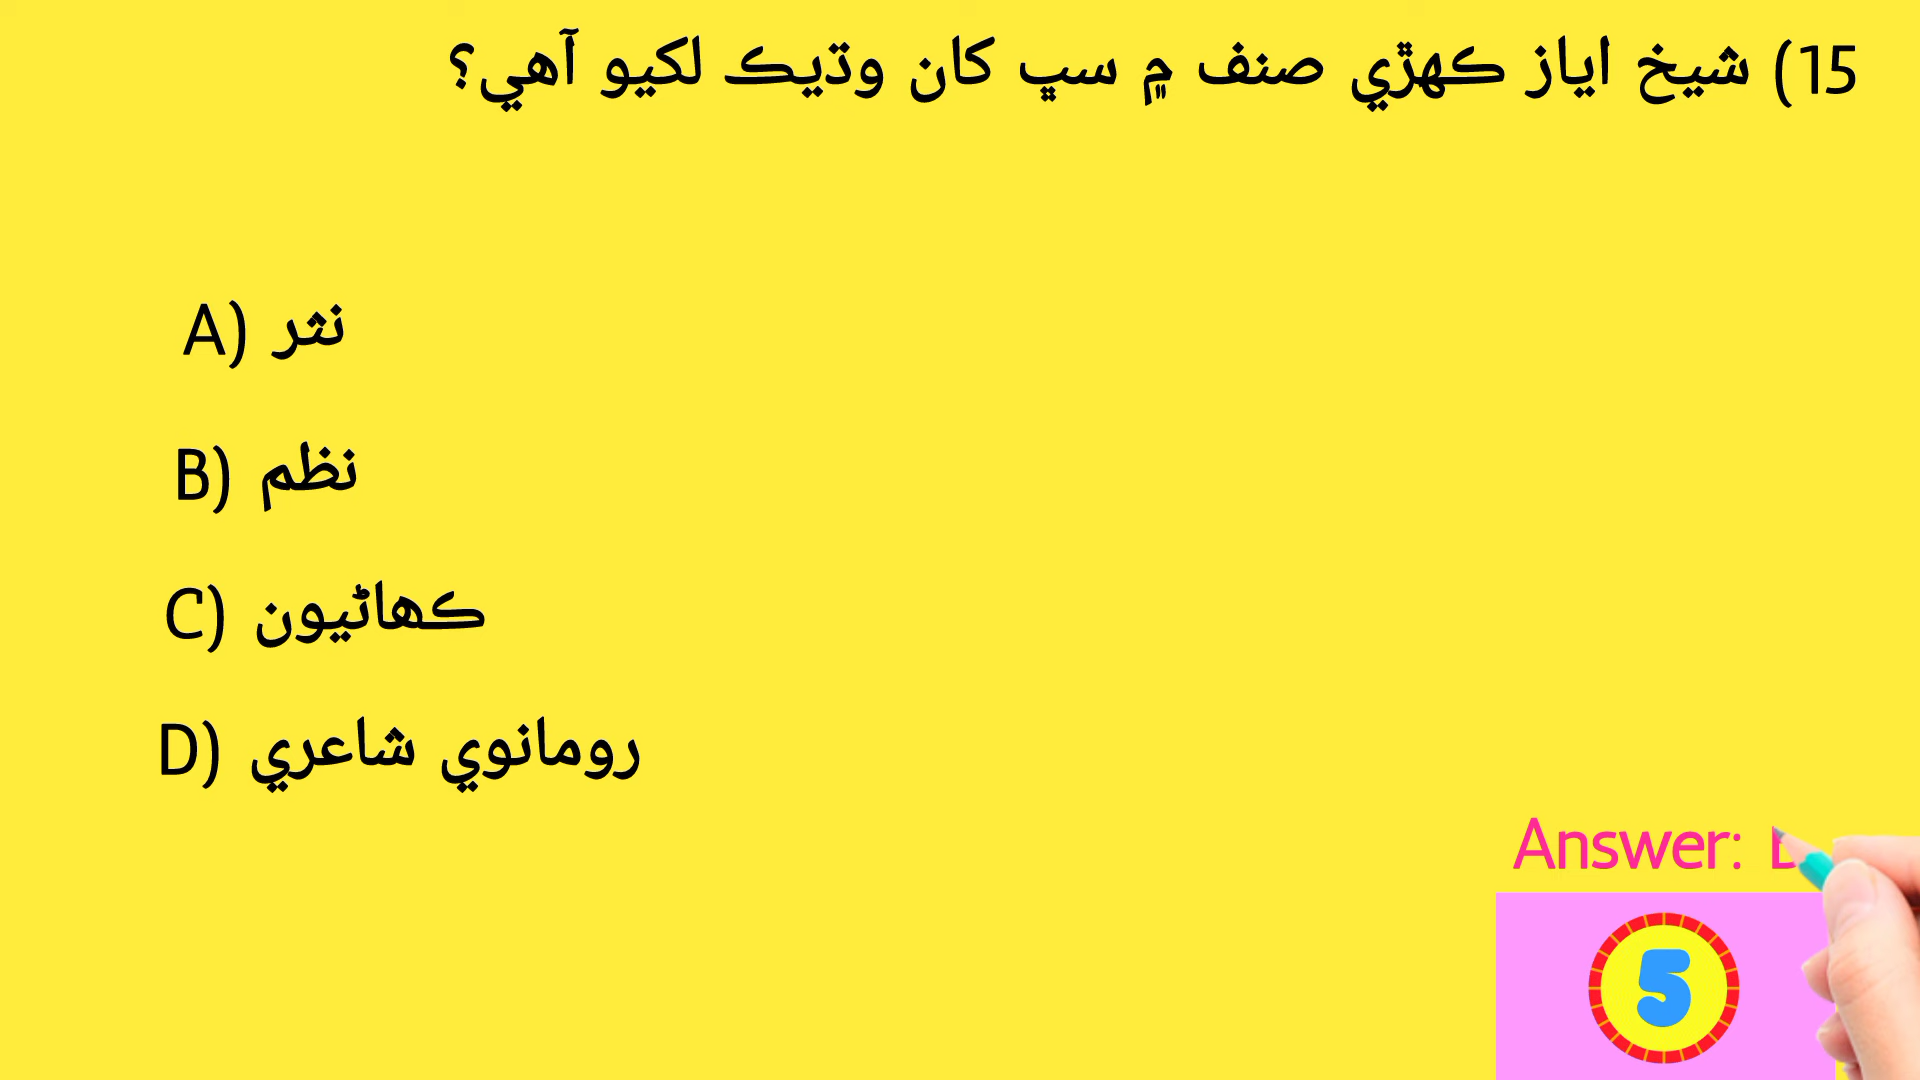 15) شيخ اياز ڪهڙي صنف ۾ سڀ کان وڌيڪ لکيو آهي؟
A) نثر
B) نظم
C) ڪهاڻيون
D) رومانوي شاعري
Answer:
5